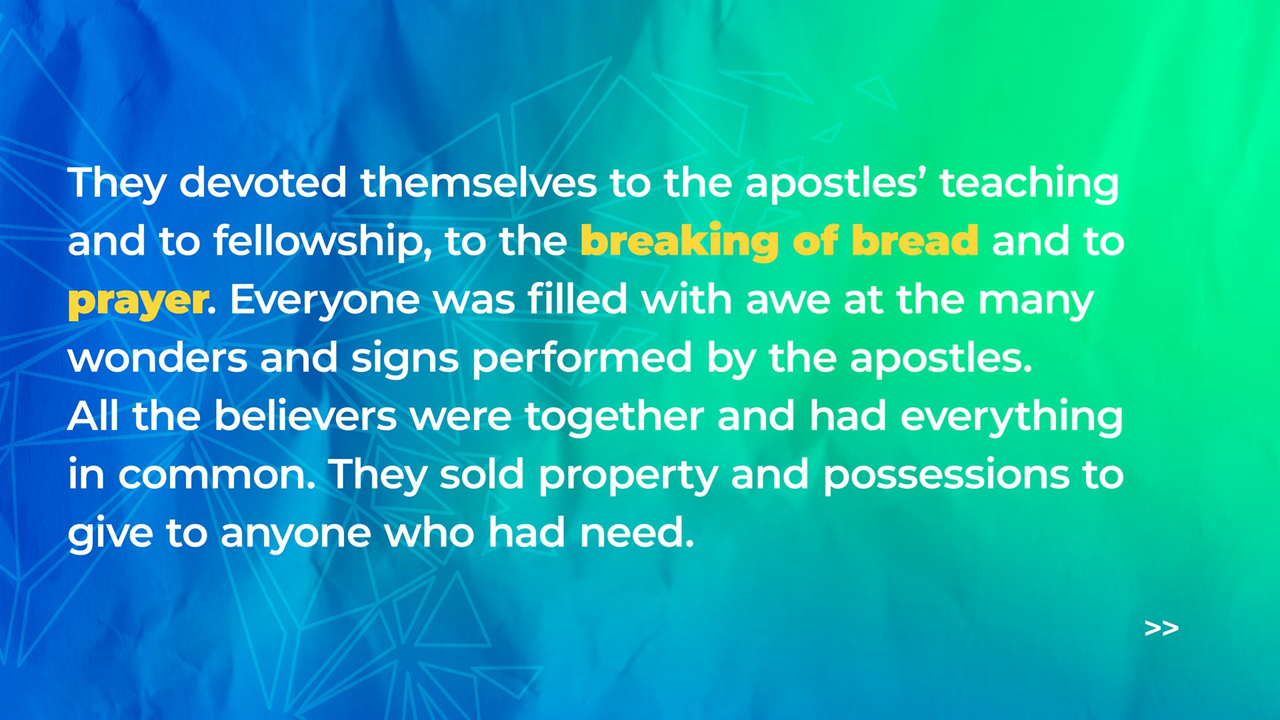 They devoted themselves to the apostles’ teaching
and to fellowship, to the breaking of bread and to
prayer. Everyone was filled with awe at the many
wonders and signs performed by the apostles.
All the believers were together and had everything
in common. They sold property and possessions to
give to anyone who had need.
>>